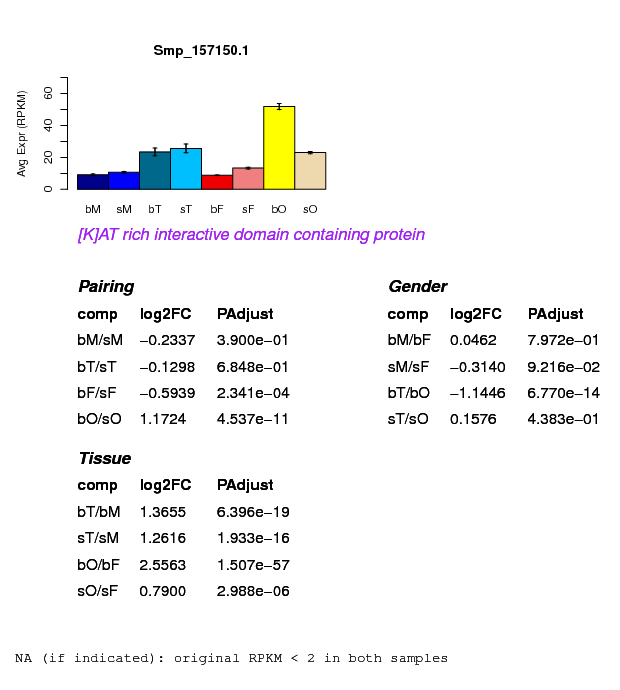 Smp_157150.1
Avg Expr (RPKM)
0 20 40 60
bM sM bT sT bF sF bO sO
[K]AT rich interactive domain containing protein
Pairing
comp log2FC PAdjust
bM/sM −0.2337 3.900e−01
bT/sT −0.1298 6.848e−01
bF/sF −0.5939 2.341e−04
bO/sO 1.1724 4.537e−11
Gender
comp log2FC PAdjust
bM/bF 0.0462 7.972e−01
sM/sF −0.3140 9.216e−02
bT/bO −1.1446 6.770e−14
sT/sO 0.1576 4.383e−01
Tissue
comp log2FC PAdjust
bT/bM 1.3655 6.396e−19
sT/sM 1.2616 1.933e−16
bO/bF 2.5563 1.507e−57
sO/sF 0.7900 2.988e−06
NA (if indicated): original RPKM < 2 in both samples